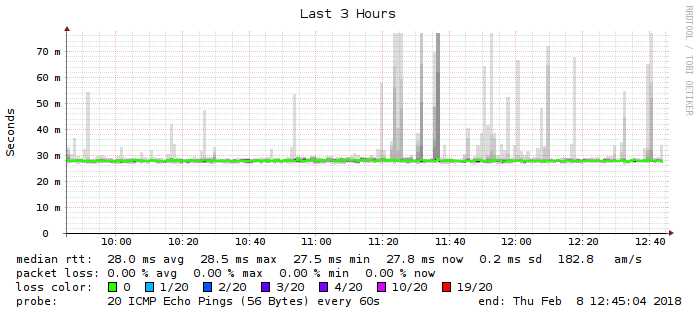 Last 3 Hours
RRDTOOL / TOBI OETIKER
Seconds
70 m
60 m
50 m
40 m
30 m
20 m
10 m
0
10:00 10:20 10:40 11:00 11:20 11:40 12:00 12:20 12:40
median rtt: 28.0 ms avg 28.5 ms max 27.5 ms min 27.8 ms now 0.2 ms sd 182.8 am/s
packet loss: 0.00 % avg 0.00 % max 0.00 % min 0.00 % now
loss color: 0 1/20 2/20 3/20 4/20 10/20 19/20
probe: 20 ICMP Echo Pings (56 Bytes) every 60s end: Thu Feb 8 12:45:04 2018